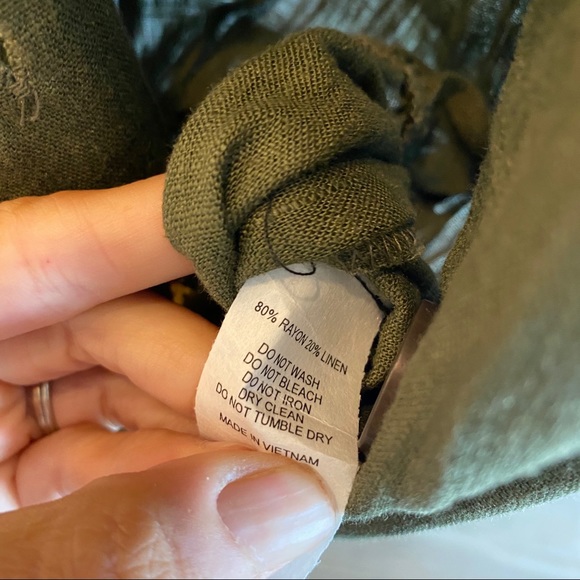 80% RAYON 20% LINEN
DO NOT WASH
DO NOT BLEACH
DO NOT IRON
DO DRY CLEAN
DO NOT TUMBLE DRY
MADE IN VIETNAM